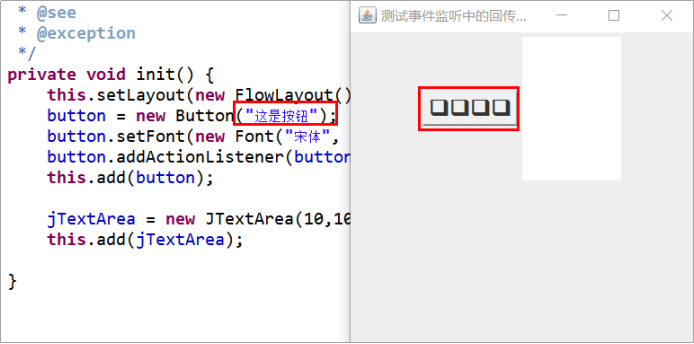 * @see
* @exception
*/
private void init() {
this.setLayout(new FlowLayout()
button = new Button("这是按钮");
button.setFont(new Font("宋体",
button.addActionListener(button
this.add(button);
jTextArea = new JTextArea(10,10
this.add(jTextArea);
}
测试事件监听中的回传...